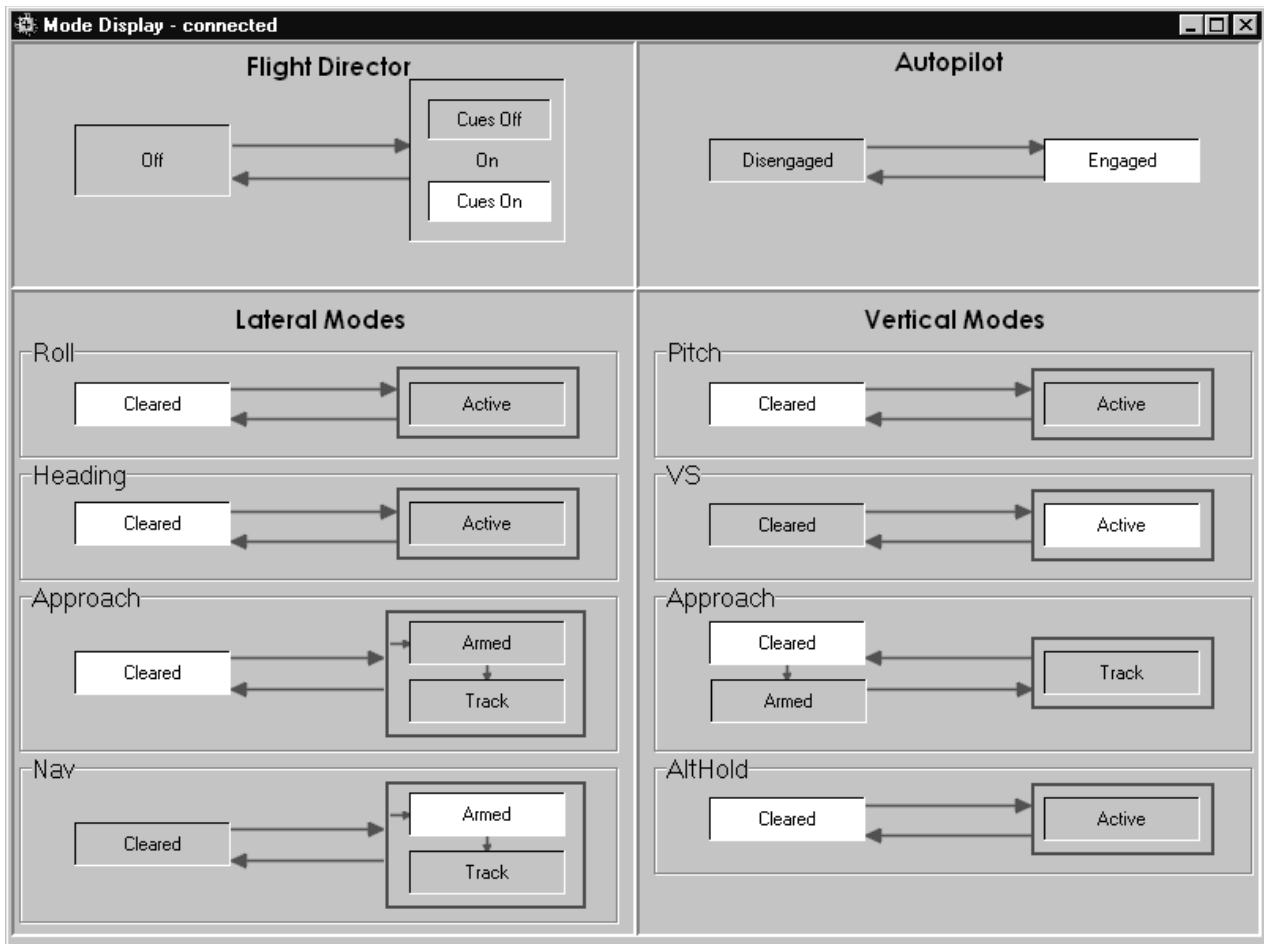 Mode Display - connected
Flight Director
Off
Cues Off
On
Cues On
Autopilot
Disengaged
Engaged
Lateral Modes
Roll
Cleared
Active
Heading
Cleared
Active
Approach
Cleared
Armed
Track
Nav
Cleared
Armed
Track
Vertical Modes
Pitch
Cleared
Active
VS
Cleared
Active
Approach
Cleared
Armed
Track
AltHold
Cleared
Active